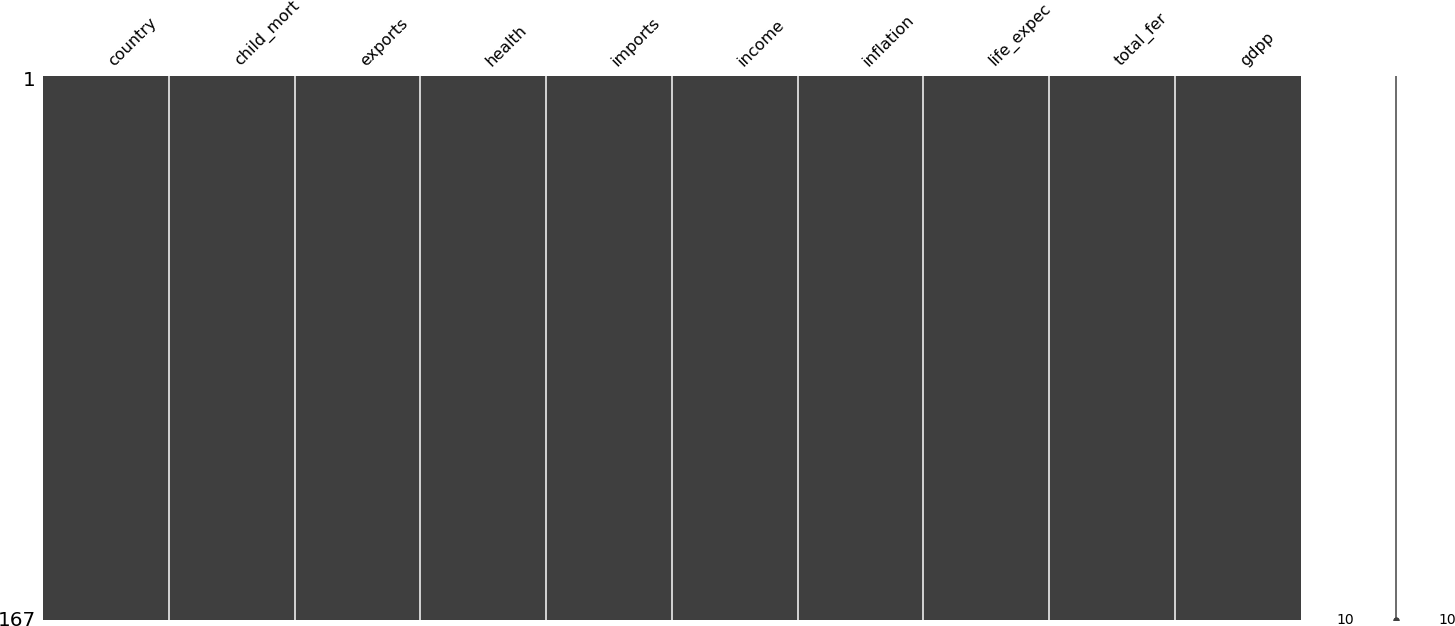 country child_mort exports health imports income inflation life_expec total_fer gdpp
1
167
10 10